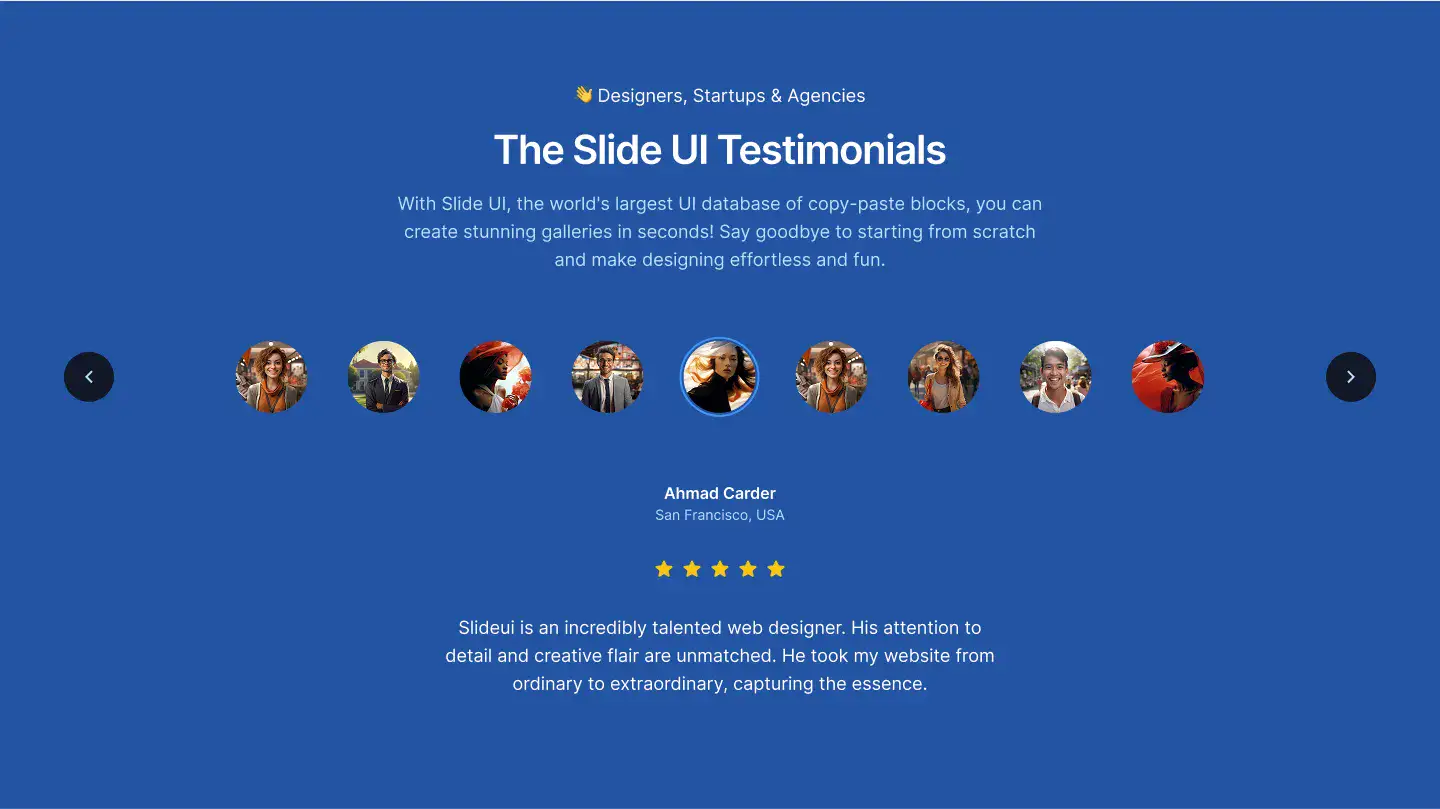 👋 Designers, Startups & Agencies
The Slide UI Testimonials
With Slide UI, the world's largest UI database of copy-paste blocks, you can
create stunning galleries in seconds! Say goodbye to starting from scratch
and make designing effortless and fun.
Ahmad Carder
San Francisco, USA
Slideui is an incredibly talented web designer. His attention to
detail and creative flair are unmatched. He took my website from
ordinary to extraordinary, capturing the essence.